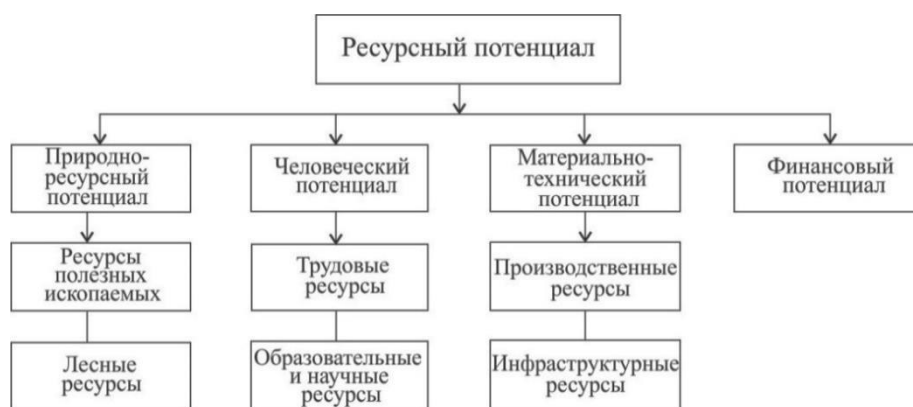 Ресурсный потенциал
Природно-
ресурсный
потенциал
Человеческий
потенциал
Материально-
технический
потенциал
Финансовый
потенциал
Ресурсы
полезных
ископаемых
Трудовые
ресурсы
Производственные
ресурсы
Лесные
ресурсы
Образовательные
и научные
ресурсы
Инфраструктурные
ресурсы